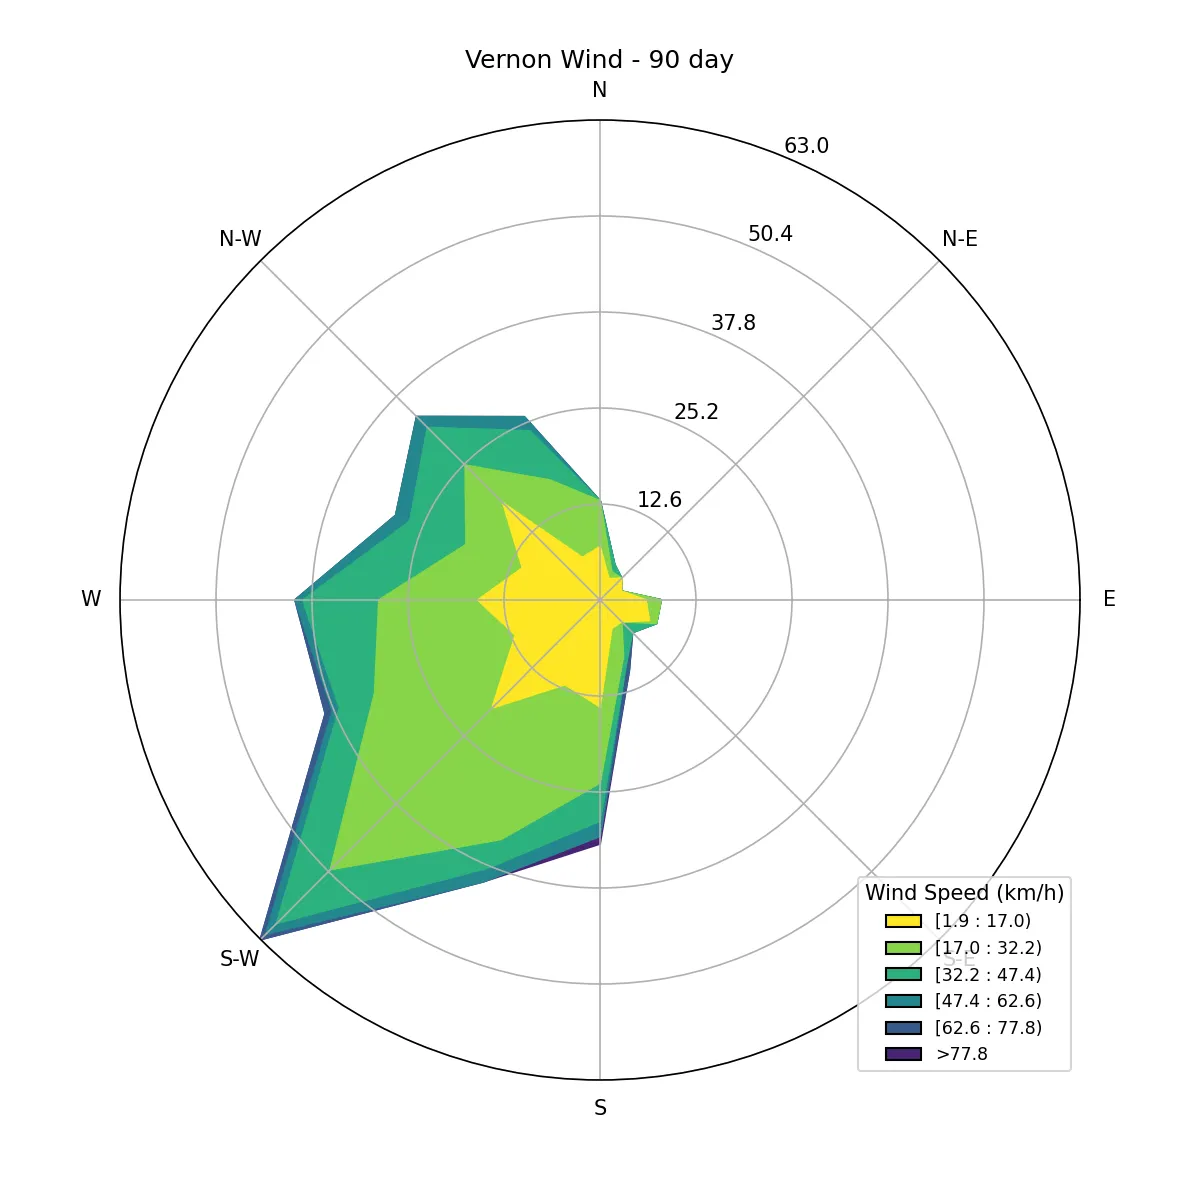 Vernon Wind - 90 day
N
63.0
N-W
50.4
N-E
37.8
25.2
12.6
W
E
S-W
S-E
Wind Speed (km/h)
[1.9 : 17.0)
[17.0 : 32.2)
[32.2 : 47.4)
[47.4 : 62.6)
[62.6 : 77.8)
>77.8
S